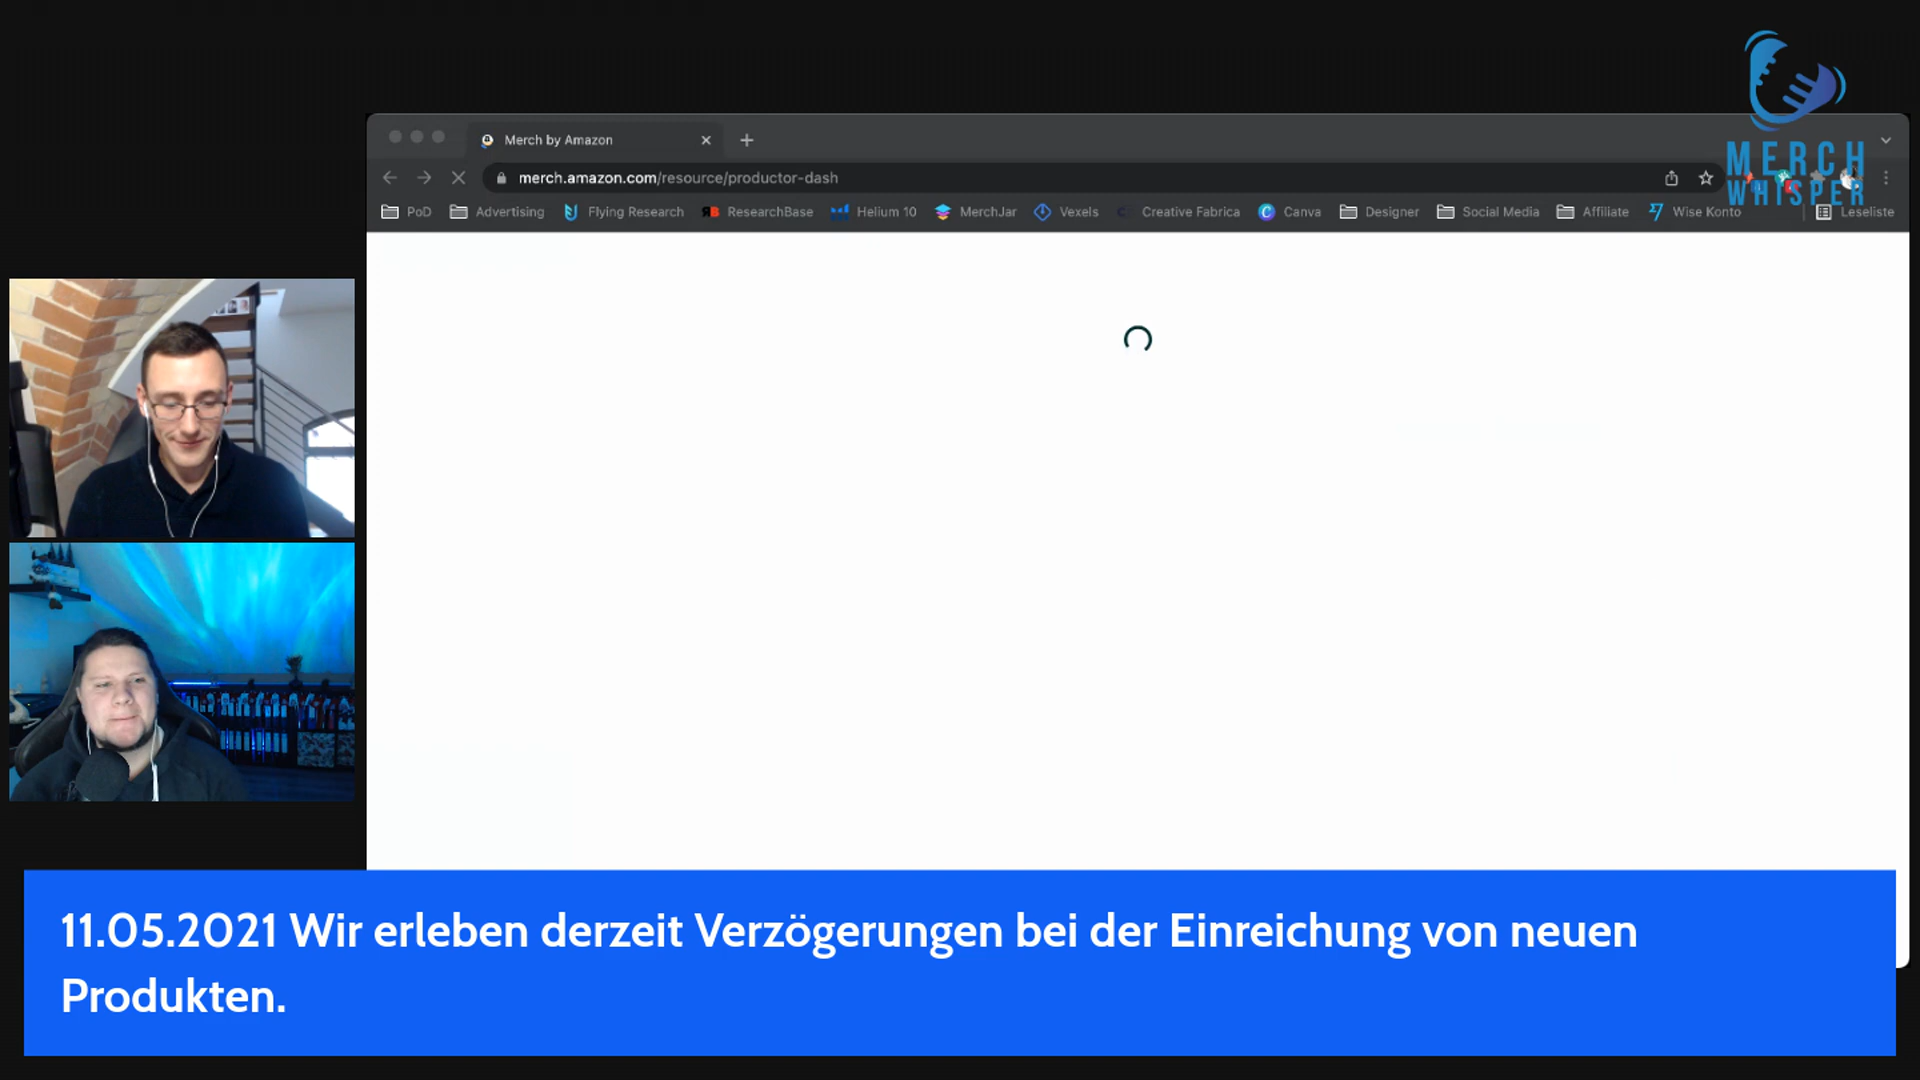 MERCH
WHISPER
Merch by Amazon
merch.amazon.com/resource/productor-dash
PoD Advertising Flying Research ResearchBase Helium 10 MerchJar Vexels Creative Fabrica Canva Designer Social Media Affiliate Wise Konto Leseliste
11.05.2021 Wir erleben derzeit Verzögerungen bei der Einreichung von neuen
Produkten.